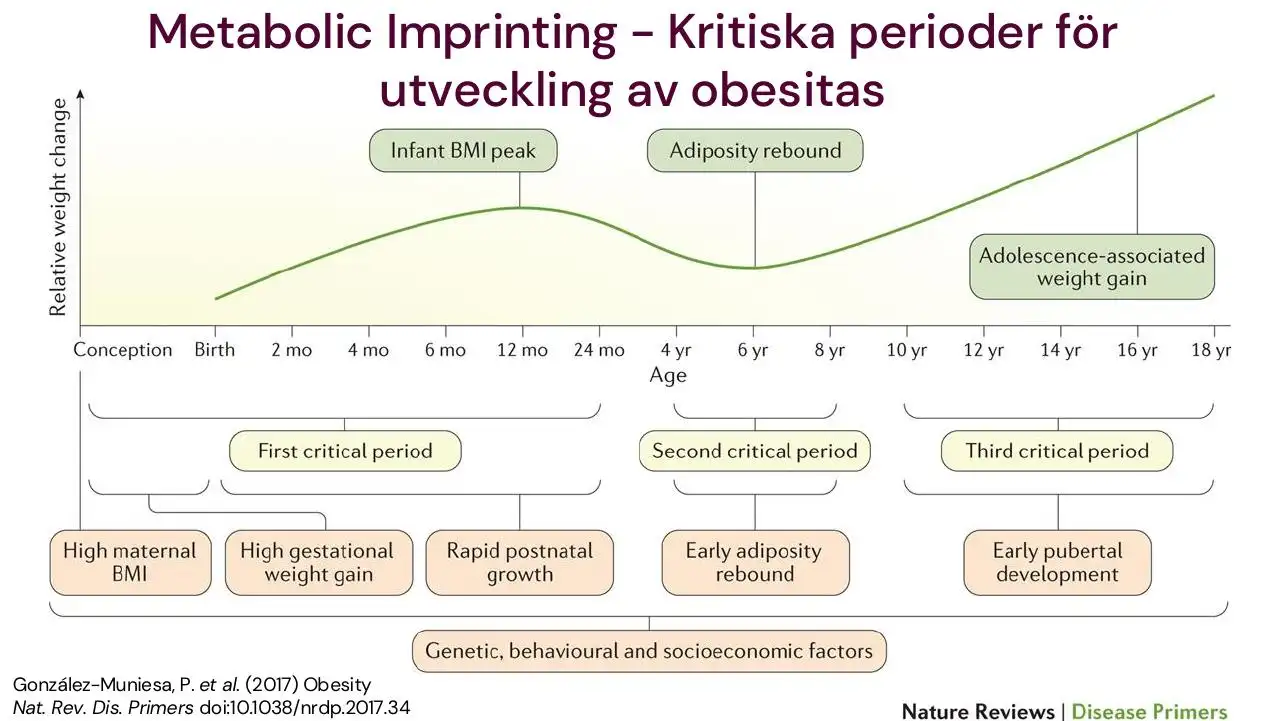 Metabolic Imprinting – Kritiska perioder för
utveckling av obesitas
Relative weight change
Infant BMI peak
Adiposity rebound
Adolescence-associated
weight gain
Conception Birth 2 mo 4 mo 6 mo 12 mo 24 mo 4 yr 6 yr 8 yr 10 yr 12 yr 14 yr 16 yr 18 yr
Age
First critical period
Second critical period
Third critical period
High maternal
BMI
High gestational
weight gain
Rapid postnatal
growth
Early adiposity
rebound
Early pubertal
development
Genetic, behavioural and socioeconomic factors
González-Muniesa, P. et al. (2017) Obesity
Nat. Rev. Dis. Primers doi:10.1038/nrdp.2017.34
Nature Reviews | Disease Primers